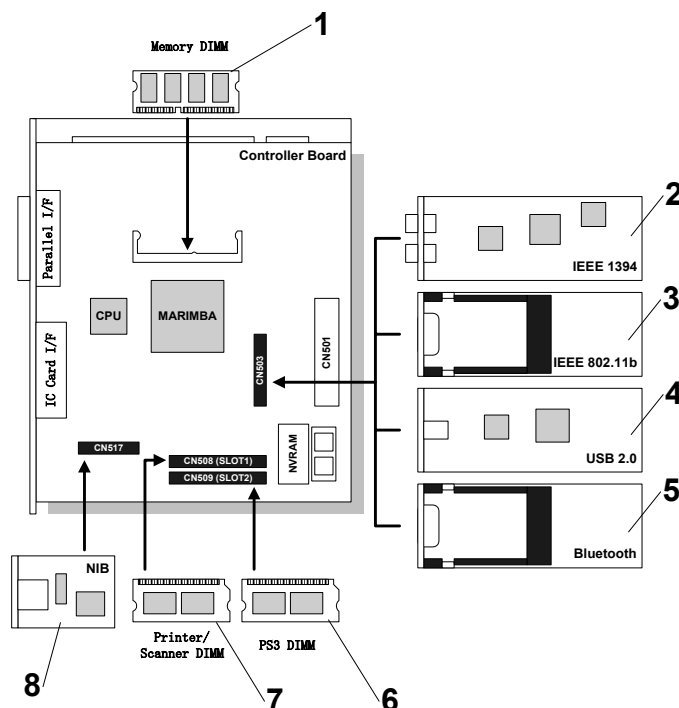 1
Memory DIMM
Controller Board
Parallel I/F
IC Card I/F
CPU
MARIMBA
CN503
CN501
CN517
CN508 (SLOT1)
CN509 (SLOT2)
NVRAM
2
IEEE 1394
3
IEEE 802.11b
4
USB 2.0
5
Bluetooth
NIB
8
Printer/
Scanner DIMM
7
PS3 DIMM
6